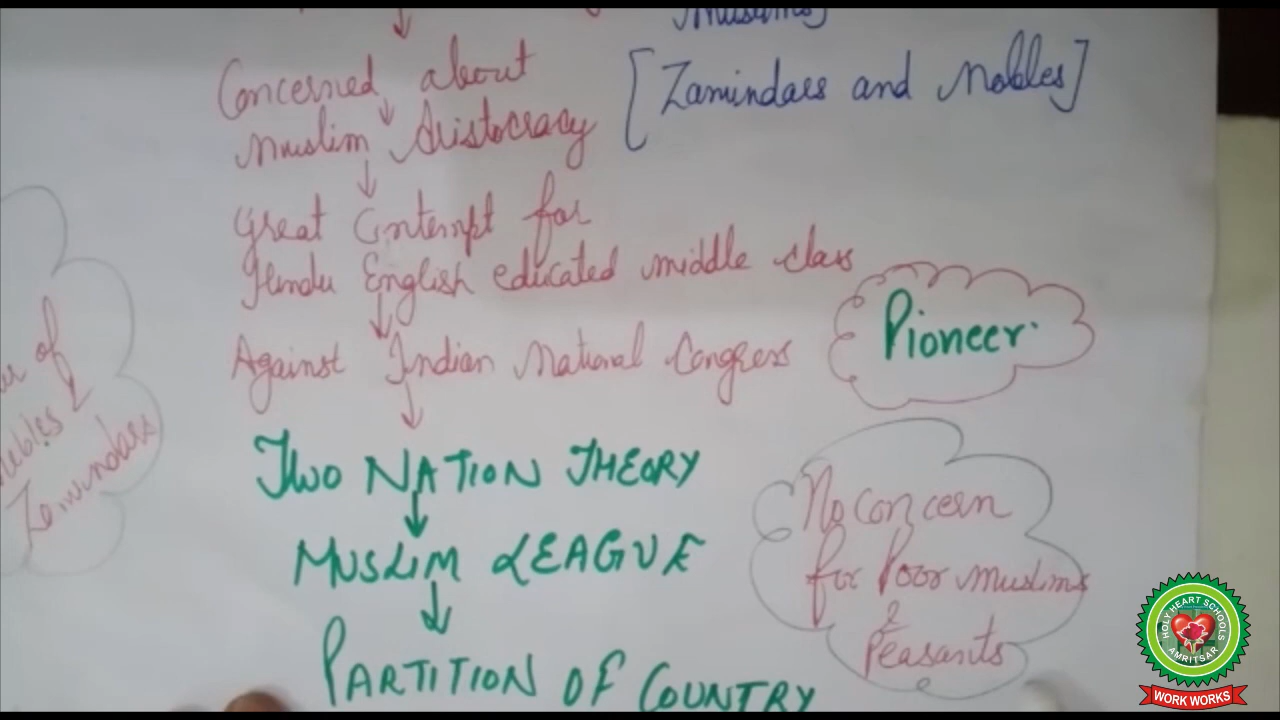 Muslims]
Concerned about
Muslim Aristocracy
[Zamindars and Nobles]
Great Contempt for
Hindu English educated middle class
Against Indian National Congress
Pioneer.
TWO NATION THEORY
MUSLIM LEAGUE
PARTITION OF COUNTRY
of
Nobles &
Zamindars
No concern
for Poor Muslims
&
Peasants
HOLY HEART SCHOOLS
AMRITSAR
WORK WORKS